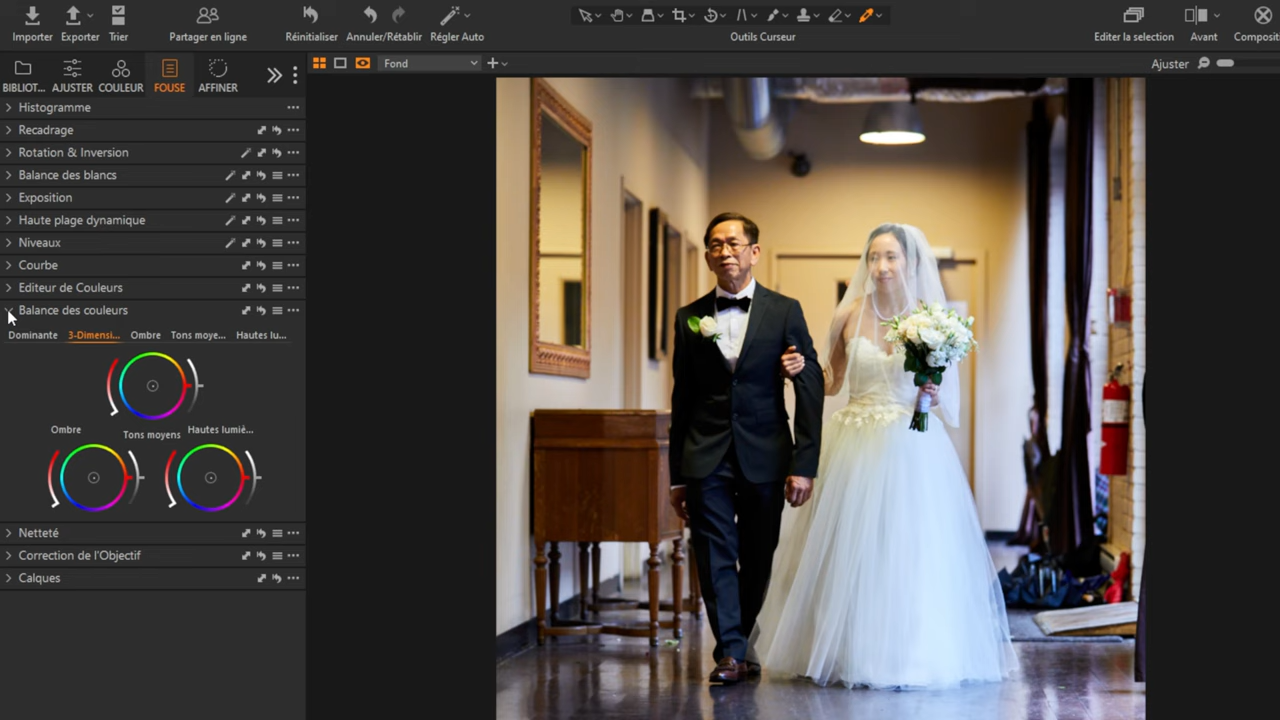 Importer Exporter Trier Partager en ligne Réinitialiser Annuler/Rétablir Régler Auto Outils Curseur Editer la selection Avant Compositi
BIBLIOT... AJUSTER COULEUR FOUSE AFFINER
Fond
Ajuster
Histogramme
Recadrage
Rotation & Inversion
Balance des blancs
Exposition
Haute plage dynamique
Niveaux
Courbe
Editeur de Couleurs
Balance des couleurs
Dominante 3-Dimensi... Ombre Tons moye... Hautes lu...
Ombre Tons moyens Hautes lumiè...
Netteté
Correction de l'Objectif
Calques